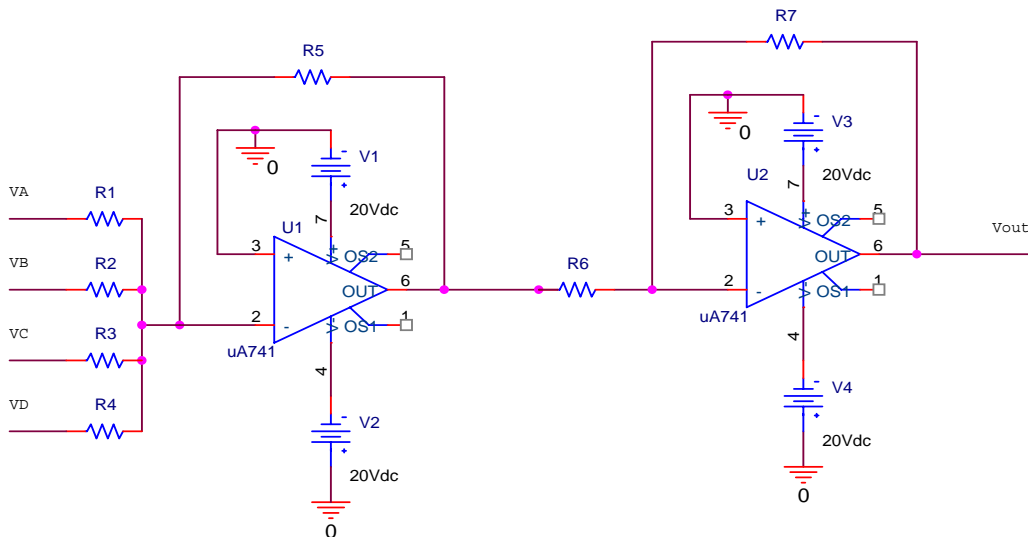 R7
R5
0
V3
0
V1
U2
20Vdc
7
VA
R1
20Vdc
3
+
V+
OS2
5
U1
7
Vout
VB
R2
3
+
V+
OS2
5
R6
OUT
6
OUT
6
2
-
V-
OS1
1
VC
R3
2
-
V-
OS1
1
uA741
uA741
4
VD
R4
4
-
V4
+
-
V2
+
20Vdc
20Vdc
0
0
-
+
-
+